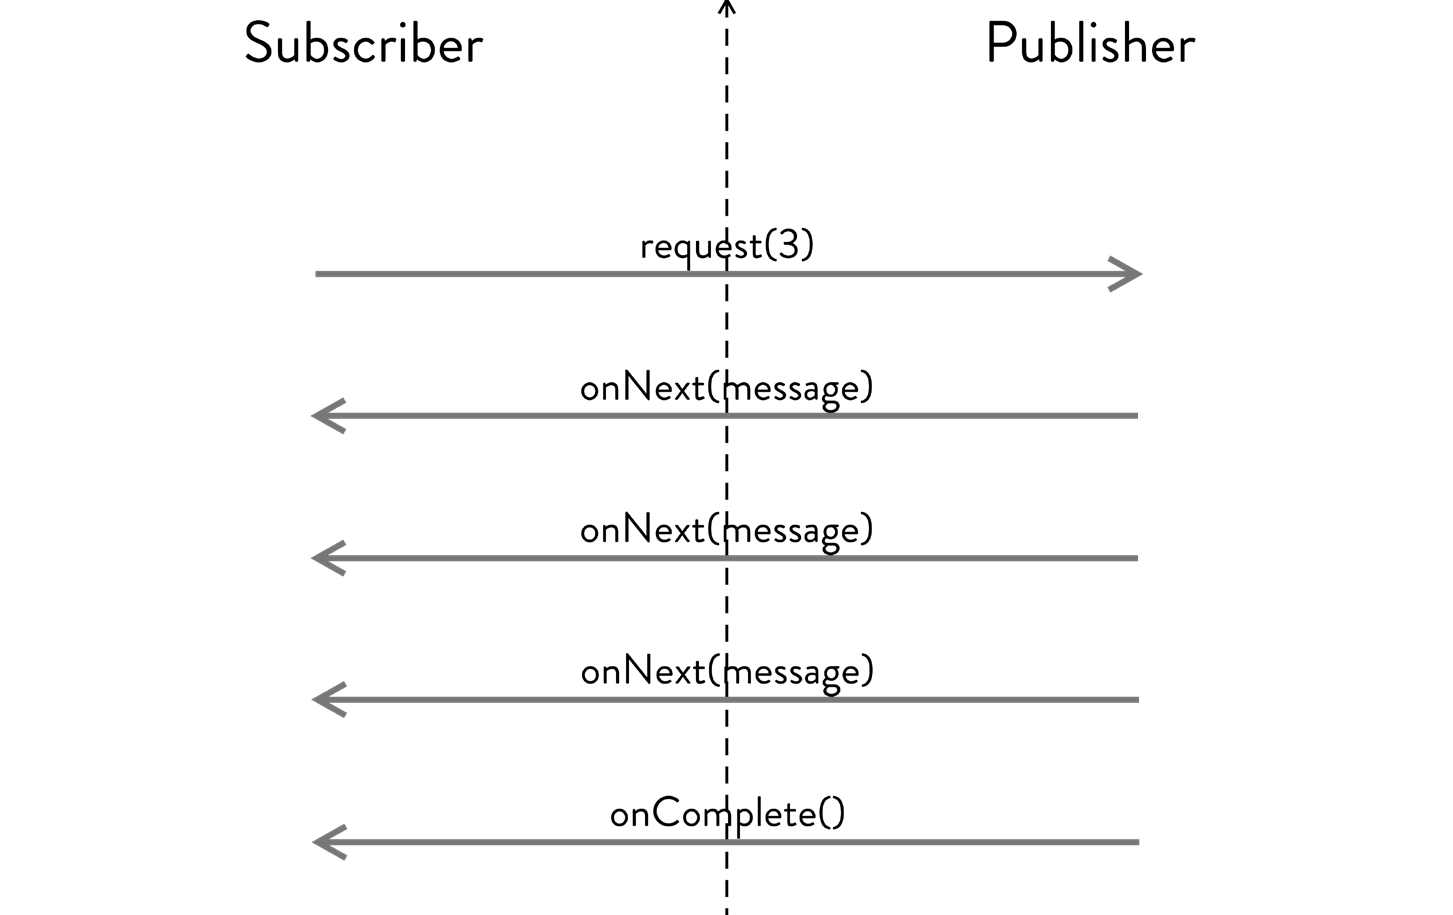 Subscriber
Publisher
request(3)
onNext(message)
onNext(message)
onNext(message)
onComplete()